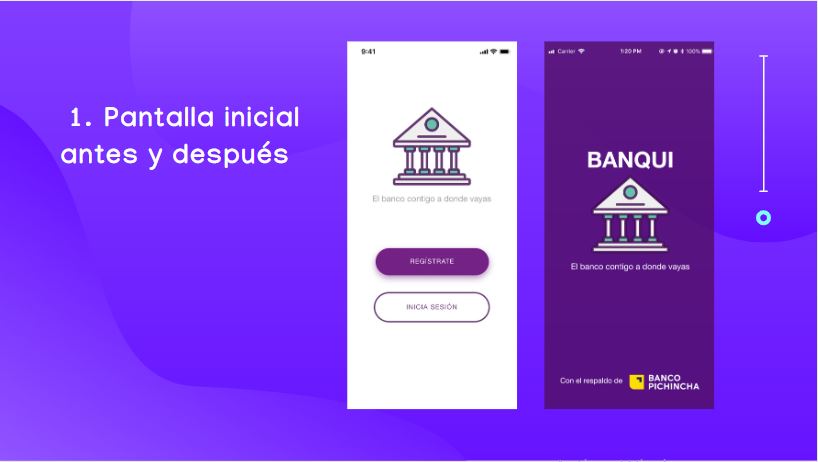 1. Pantalla inicial
antes y después
9:41
El banco contigo a donde vayas
REGÍSTRATE
INICIA SESIÓN
Carrier
1:20 PM
100%
BANQUI
El banco contigo a donde vayas
Con el respaldo de
BANCO
PICHINCHA